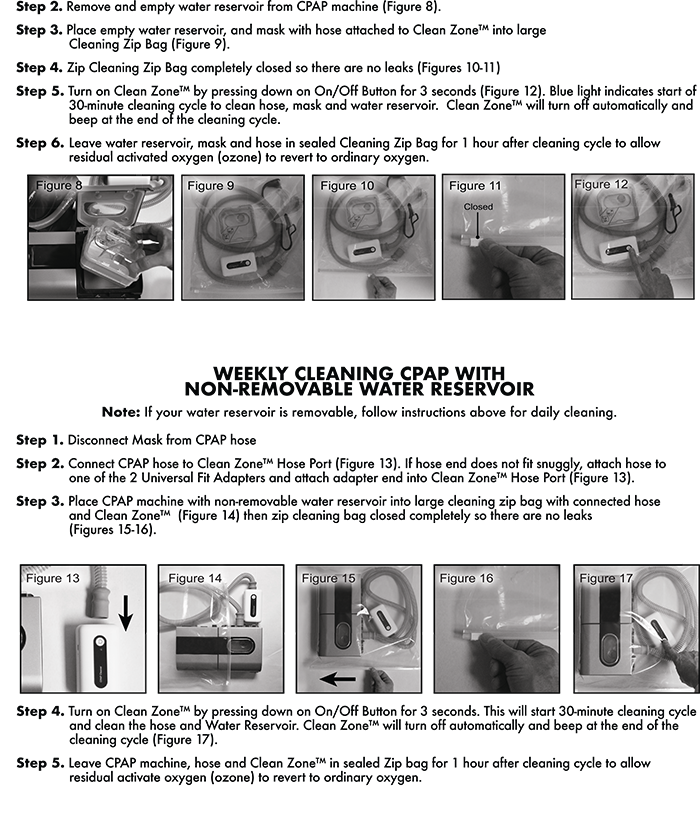 Step 2. Remove and empty water reservoir from CPAP machine (Figure 8).
Step 3. Place empty water reservoir, and mask with hose attached to Clean Zone™ into large
Cleaning Zip Bag (Figure 9).
Step 4. Zip Cleaning Zip Bag completely closed so there are no leaks (Figures 10-11)
Step 5. Turn on Clean Zone™ by pressing down on On/Off Button for 3 seconds (Figure 12). Blue light indicates start of
30-minute cleaning cycle to clean hose, mask and water reservoir. Clean Zone™ will turn off automatically and
beep at the end of the cleaning cycle.
Step 6. Leave water reservoir, mask and hose in sealed Cleaning Zip Bag for 1 hour after cleaning cycle to allow
residual activated oxygen (ozone) to revert to ordinary oxygen.
Figure 8
Figure 9
Figure 10
Figure 11
Closed
Figure 12
WEEKLY CLEANING CPAP WITH
NON-REMOVABLE WATER RESERVOIR
Note: If your water reservoir is removable, follow instructions above for daily cleaning.
Step 1. Disconnect Mask from CPAP hose
Step 2. Connect CPAP hose to Clean Zone™ Hose Port (Figure 13). If hose end does not fit snuggly, attach hose to
one of the 2 Universal Fit Adapters and attach adapter end into Clean Zone™ Hose Port (Figure 13).
Step 3. Place CPAP machine with non-removable water reservoir into large cleaning zip bag with connected hose
and Clean Zone™ (Figure 14) then zip cleaning bag closed completely so there are no leaks
(Figures 15-16).
Figure 13
Figure 14
Figure 15
Figure 16
Figure 17
Step 4. Turn on Clean Zone™ by pressing down on On/Off Button for 3 seconds. This will start 30-minute cleaning cycle
and clean the hose and Water Reservoir. Clean Zone™ will turn off automatically and beep at the end of the
cleaning cycle (Figure 17).
Step 5. Leave CPAP machine, hose and Clean Zone™ in sealed Zip bag for 1 hour after cleaning cycle to allow
residual activate oxygen (ozone) to revert to ordinary oxygen.